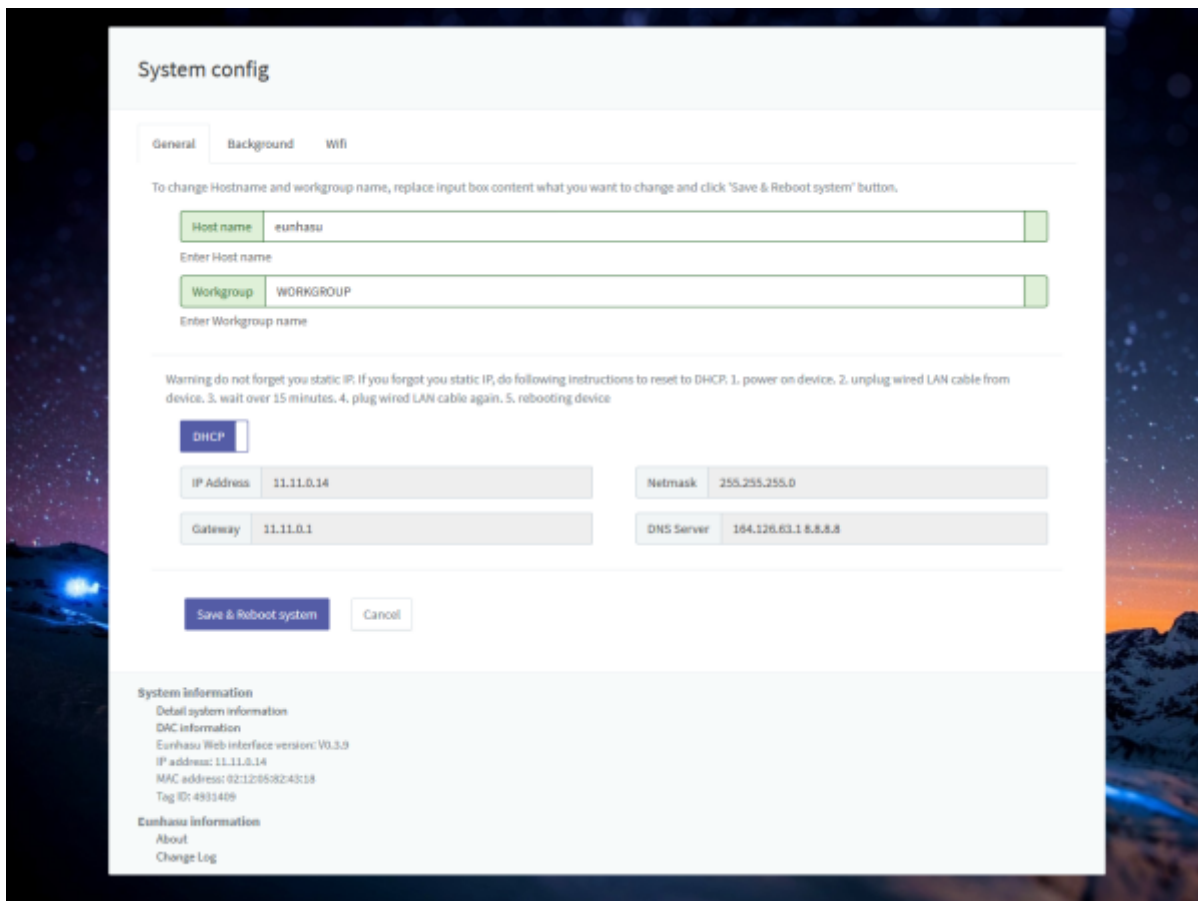 System config
General Background Wifi
To change Hostname and workgroup name, replace input box content what you want to change and click 'Save & Reboot system' button.
Host name eunhasu
Enter Host name
Workgroup WORKGROUP
Enter Workgroup name
Warning do not forget you static IP. If you forgot you static IP, do following instructions to reset to DHCP. 1. power on device. 2. unplug wired LAN cable from
device. 3. wait over 15 minutes. 4. plug wired LAN cable again. 5. rebooting device
DHCP
IP Address 11.11.0.14 Netmask 255.255.255.0
Gateway 11.11.0.1 DNS Server 164.126.63.1 8.8.8.8
Save & Reboot system Cancel
System information
Detail system information
DAC information
Eunhasu Web interface version: V0.3.9
IP address: 11.11.0.14
MAC address: 02:12:05:82:43:18
Tag ID: 4931409
Eunhasu information
About
Change Log